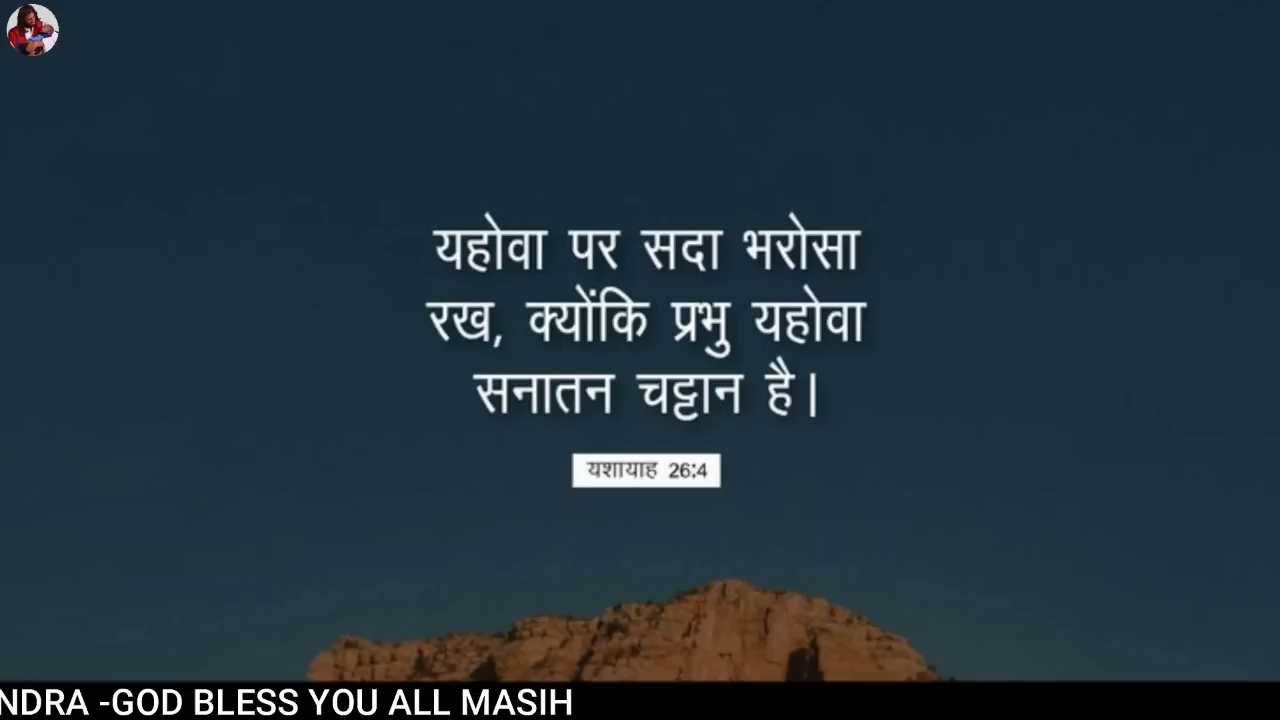 यहोवा पर सदा भरोसा
रख, क्योंकि प्रभु यहोवा
सनातन चट्टान है|
यशायाह 26:4
NDRA -GOD BLESS YOU ALL MASIH